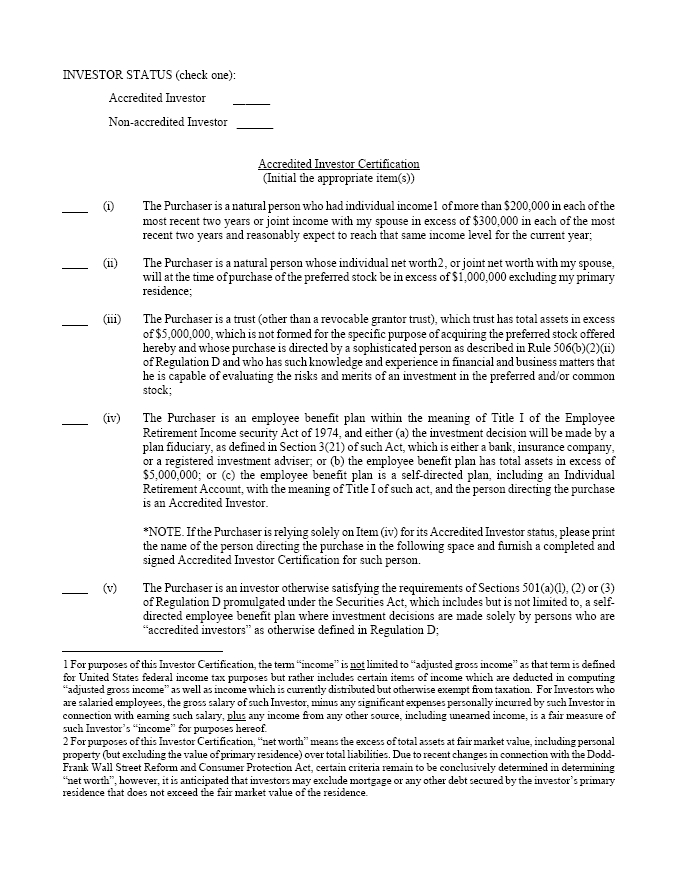 INVESTOR STATUS (check one):
Accredited Investor ______
Non-accredited Investor ______
Accredited Investor Certification
(Initial the appropriate item(s))
____ (i) The Purchaser is a natural person who had individual income1 of more than $200,000 in each of the
most recent two years or joint income with my spouse in excess of $300,000 in each of the most
recent two years and reasonably expect to reach that same income level for the current year;
____ (ii) The Purchaser is a natural person whose individual net worth2, or joint net worth with my spouse,
will at the time of purchase of the preferred stock be in excess of $1,000,000 excluding my primary
residence;
____ (iii) The Purchaser is a trust (other than a revocable grantor trust), which trust has total assets in excess
of $5,000,000, which is not formed for the specific purpose of acquiring the preferred stock offered
hereby and whose purchase is directed by a sophisticated person as described in Rule 506(b)(2)(ii)
of Regulation D and who has such knowledge and experience in financial and business matters that
he is capable of evaluating the risks and merits of an investment in the preferred and/or common
stock;
____ (iv) The Purchaser is an employee benefit plan within the meaning of Title I of the Employee
Retirement Income security Act of 1974, and either (a) the investment decision will be made by a
plan fiduciary, as defined in Section 3(21) of such Act, which is either a bank, insurance company,
or a registered investment adviser; or (b) the employee benefit plan has total assets in excess of
$5,000,000; or (c) the employee benefit plan is a self-directed plan, including an Individual
Retirement Account, with the meaning of Title I of such act, and the person directing the purchase
is an Accredited Investor.
*NOTE. If the Purchaser is relying solely on Item (iv) for its Accredited Investor status, please print
the name of the person directing the purchase in the following space and furnish a completed and
signed Accredited Investor Certification for such person.
____ (v) The Purchaser is an investor otherwise satisfying the requirements of Sections 501(a)(l), (2) or (3)
of Regulation D promulgated under the Securities Act, which includes but is not limited to, a self-
directed employee benefit plan where investment decisions are made solely by persons who are
“accredited investors” as otherwise defined in Regulation D;
1 For purposes of this Investor Certification, the term “income” is not limited to “adjusted gross income” as that term is defined
for United States federal income tax purposes but rather includes certain items of income which are deducted in computing
“adjusted gross income” as well as income which is currently distributed but otherwise exempt from taxation. For Investors who
are salaried employees, the gross salary of such Investor, minus any significant expenses personally incurred by such Investor in
connection with earning such salary, plus any income from any other source, including unearned income, is a fair measure of
such Investor’s “income” for purposes hereof.
2 For purposes of this Investor Certification, “net worth” means the excess of total assets at fair market value, including personal
property (but excluding the value of primary residence) over total liabilities. Due to recent changes in connection with the Dodd-
Frank Wall Street Reform and Consumer Protection Act, certain criteria remain to be conclusively determined in determining
“net worth”, however, it is anticipated that investors may exclude mortgage or any other debt secured by the investor’s primary
residence that does not exceed the fair market value of the residence.